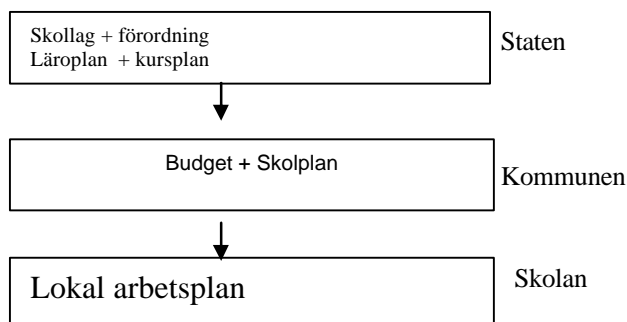 Skollag + förordning
Läroplan + kursplan
Staten
Budget + Skolplan
Kommunen
Lokal arbetsplan
Skolan